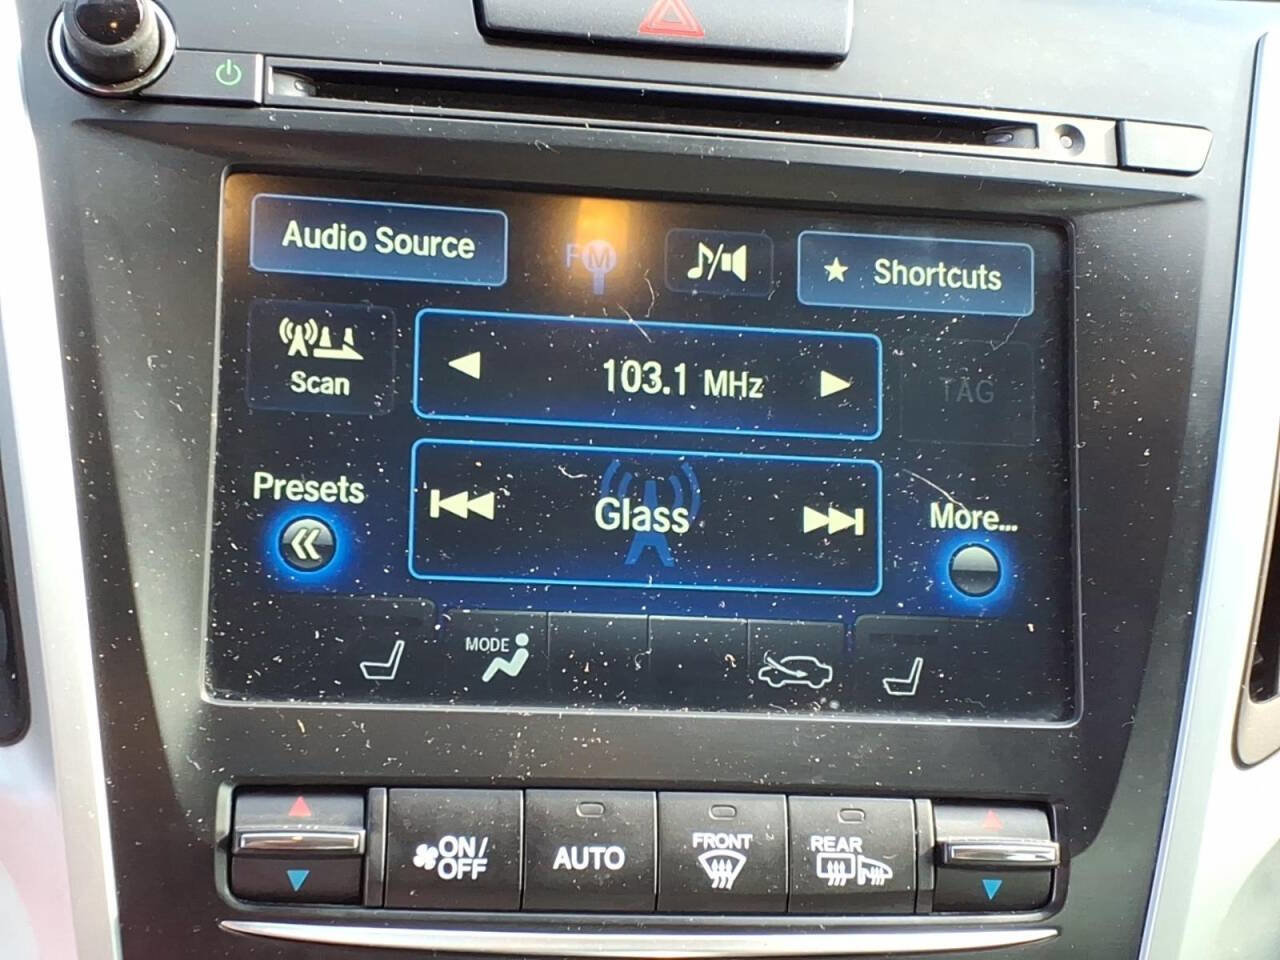 Audio Source
FM
Shortcuts
Scan
103.1 MHz
TAG
Presets
Glass
More...
MODE
ON/
OFF
AUTO
FRONT
REAR